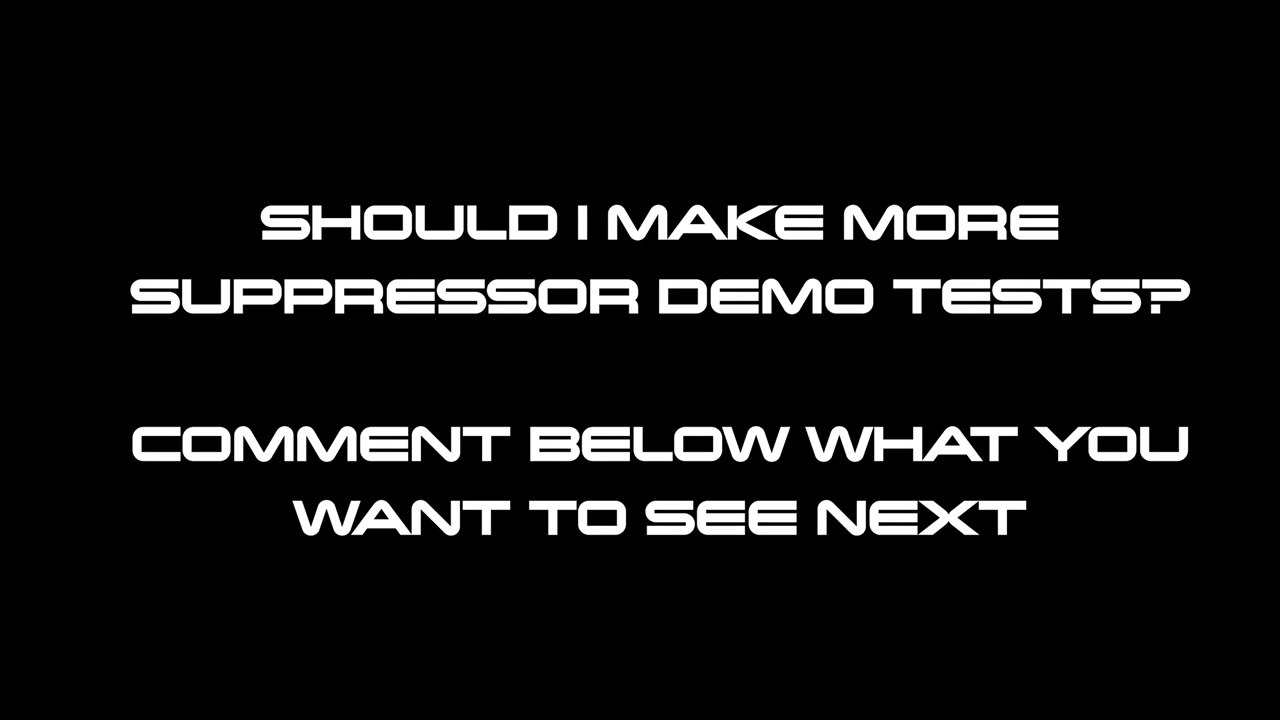 SHOULD I MAKE MORE
SUPPRESSOR DEMO TESTS?
COMMENT BELOW WHAT YOU
WANT TO SEE NEXT